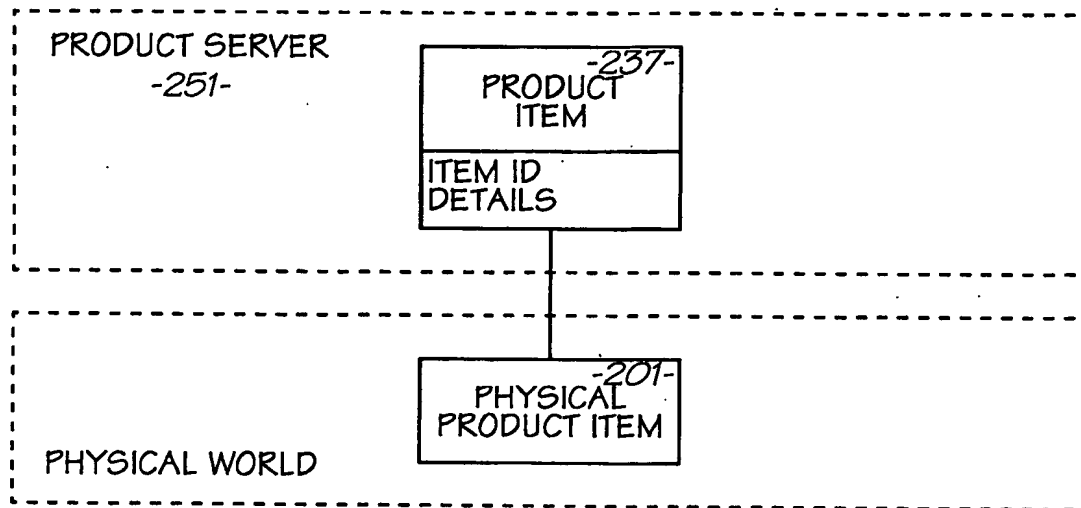 PRODUCT SERVER
-251-
-237-
PRODUCT
ITEM
ITEM ID
DETAILS
-201-
PHYSICAL
PRODUCT ITEM
PHYSICAL WORLD